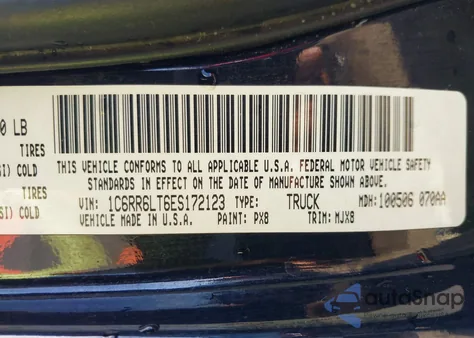 0 LB
TIRES
SI) COLD
TIRES
SI) COLD
THIS VEHICLE CONFORMS TO ALL APPLICABLE U.S.A. FEDERAL MOTOR VEHICLE SAFETY
STANDARDS IN EFFECT ON THE DATE OF MANUFACTURE SHOWN ABOVE.
VIN: 1C6RR6LT6ES172123 TYPE: TRUCK MDH: 100506 070AA
VEHICLE MADE IN U.S.A. PAINT: PX8 TRIM: MJX8
autoSnap